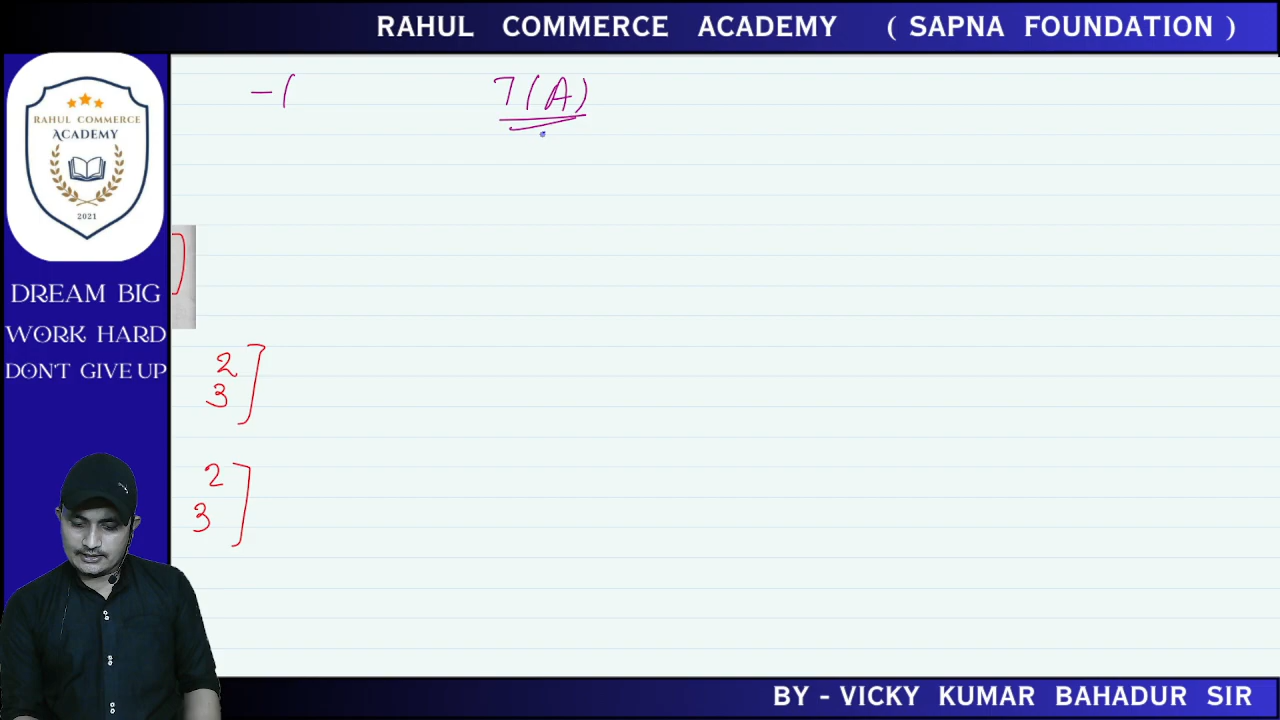 RAHUL COMMERCE ACADEMY ( SAPNA FOUNDATION )
RAHUL COMMERCE
ACADEMY
2021
DREAM BIG
WORK HARD
DON'T GIVE UP
-( 7(A)
]
2
3 ]
2
3 ]
BY - VICKY KUMAR BAHADUR SIR